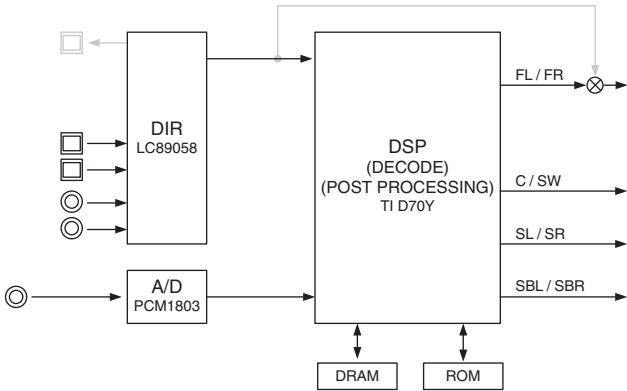 DIR
LC89058
A/D
PCM1803
DSP
(DECODE)
(POST PROCESSING)
TI D70Y
FL / FR
C / SW
SL / SR
SBL / SBR
DRAM
ROM